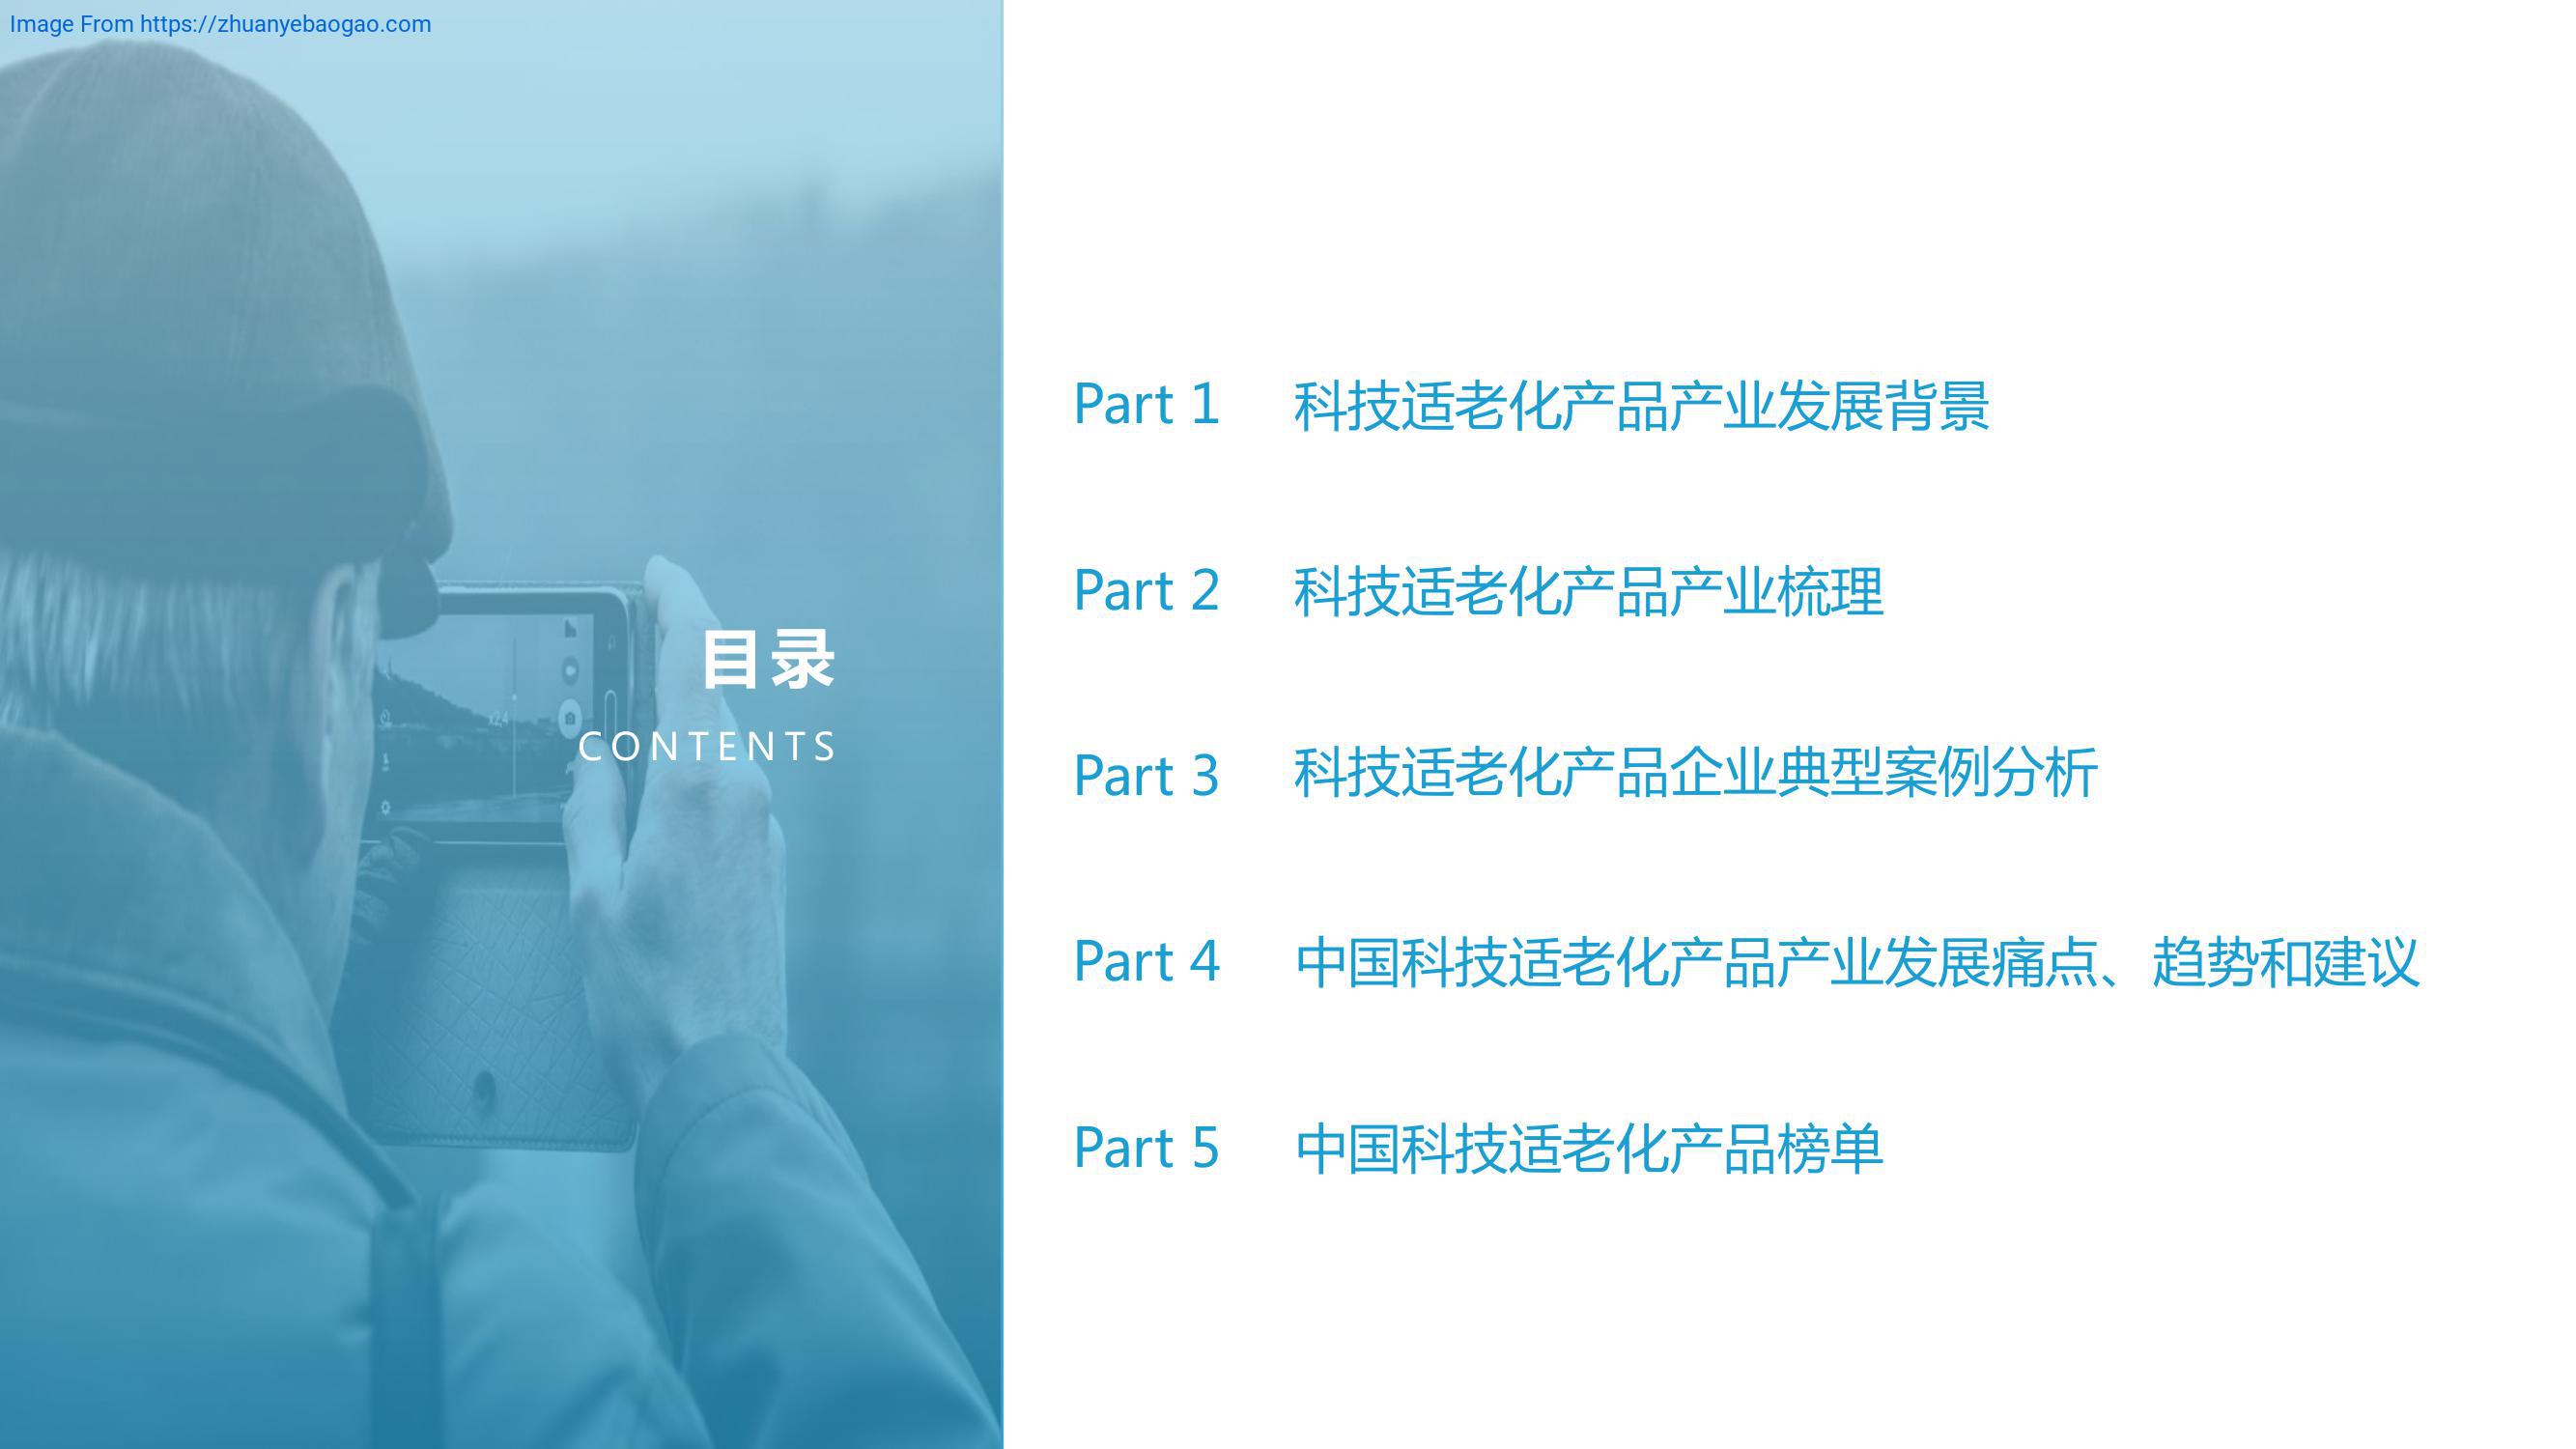 Image From https://zhuanyebaogao.com
目录
CONTENTS
Part 1 科技适老化产品产业发展背景
Part 2 科技适老化产品产业梳理
Part 3 科技适老化产品企业典型案例分析
Part 4 中国科技适老化产品产业发展痛点、趋势和建议
Part 5 中国科技适老化产品榜单